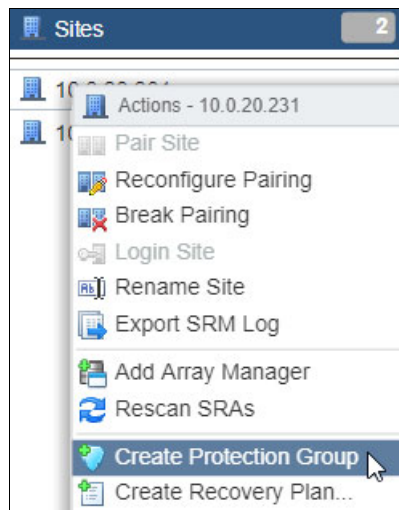 Sites
2
Actions - 10.0.20.231
Pair Site
Reconfigure Pairing
Break Pairing
Login Site
Rename Site
Export SRM Log
Add Array Manager
Rescan SRAs
Create Protection Group
Create Recovery Plan...